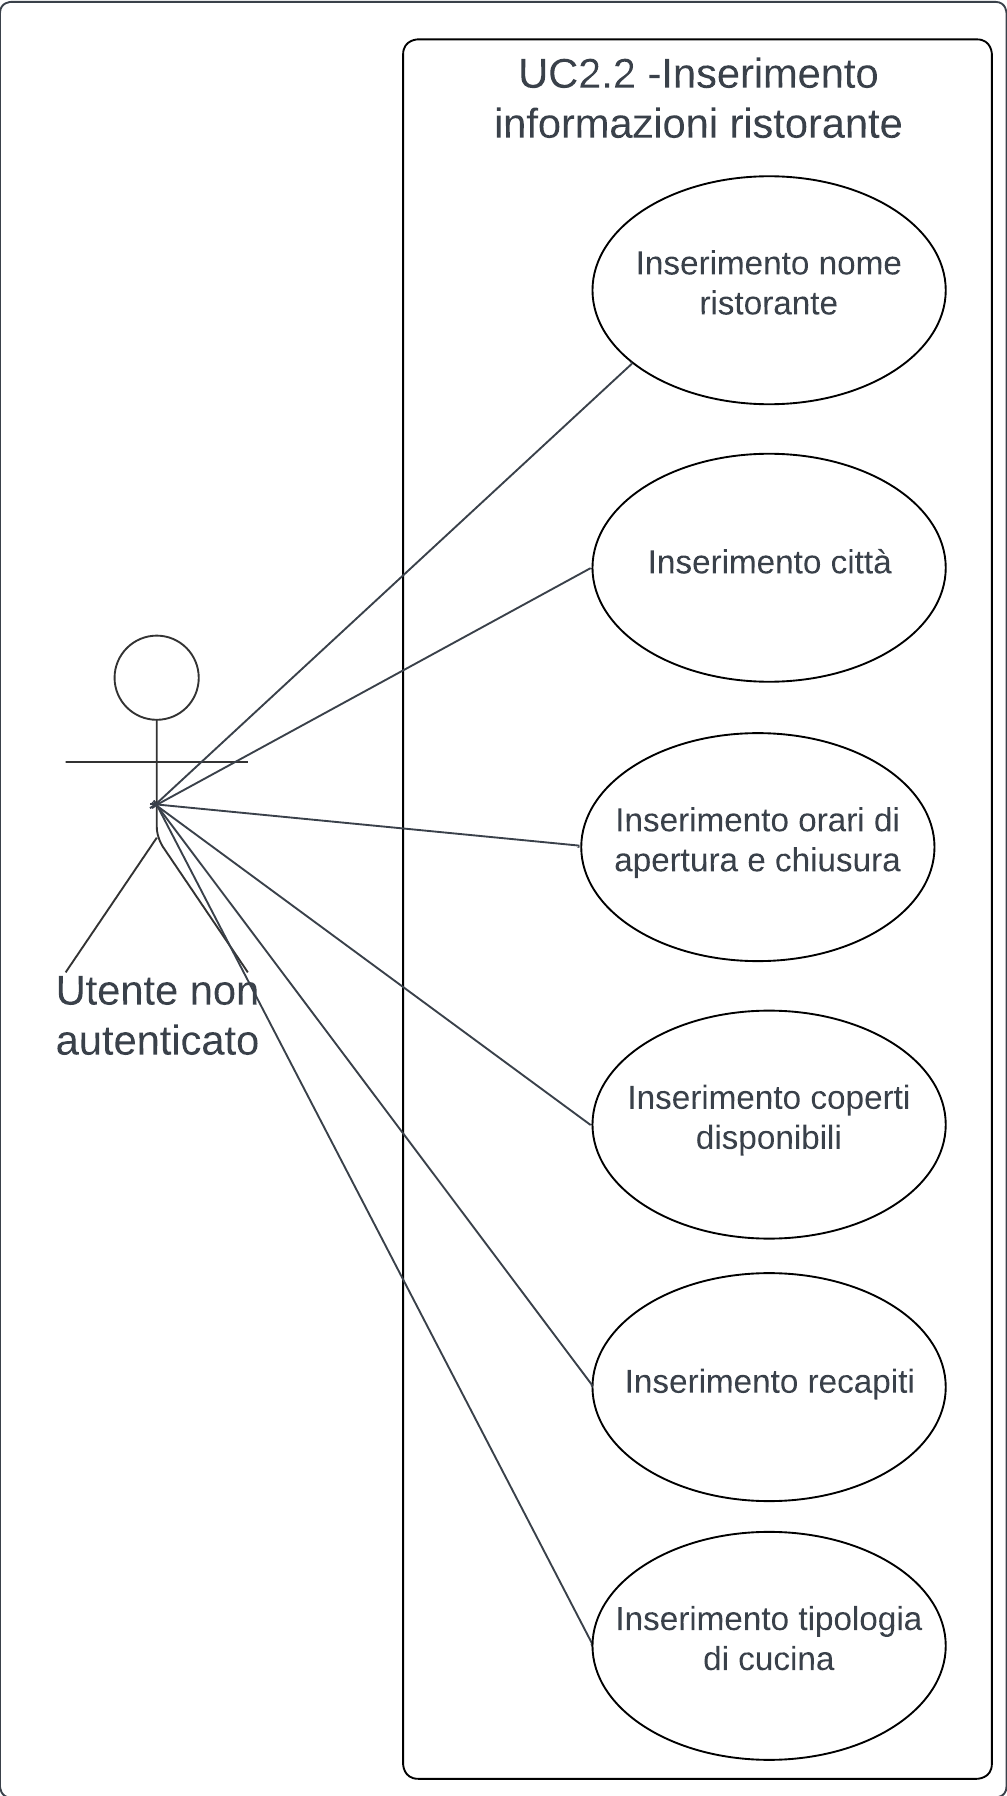 UC2.2 -Inserimento
informazioni ristorante
Inserimento nome
ristorante
Inserimento città
Inserimento orari di
apertura e chiusura
Utente non
autenticato
Inserimento coperti
disponibili
Inserimento recapiti
Inserimento tipologia
di cucina